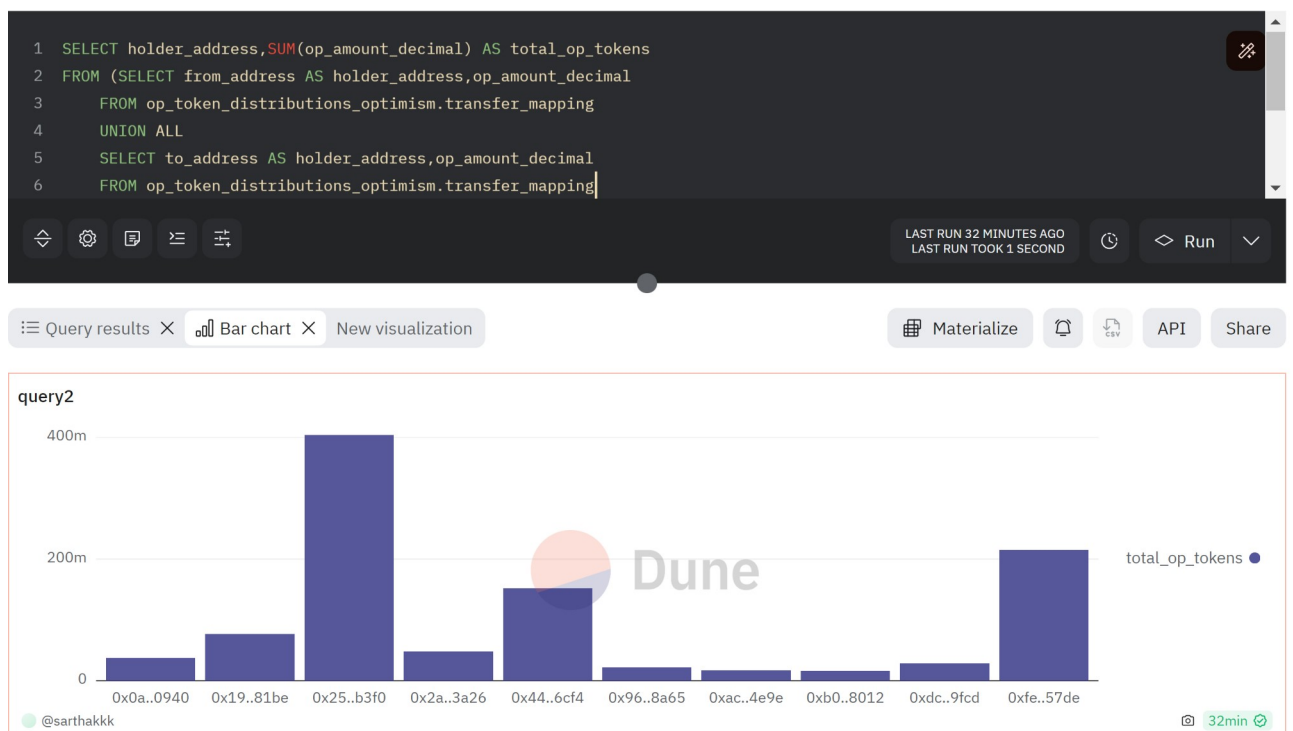 1 SELECT holder_address,SUM(op_amount_decimal) AS total_op_tokens
2 FROM (SELECT from_address AS holder_address,op_amount_decimal
3 FROM op_token_distributions_optimism.transfer_mapping
4 UNION ALL
5 SELECT to_address AS holder_address,op_amount_decimal
6 FROM op_token_distributions_optimism.transfer_mapping
LAST RUN 32 MINUTES AGO
LAST RUN TOOK 1 SECOND
Run
Query results Bar chart New visualization
Materialize CSV API Share
query2
400m
200m
0
Dune
total_op_tokens
0x0a..0940 0x19..81be 0x25..b3f0 0x2a..3a26 0x44..6cf4 0x96..8a65 0xac..4e9e 0xb0..8012 0xdc..9fcd 0xfe..57de
@sarthakkk
32min